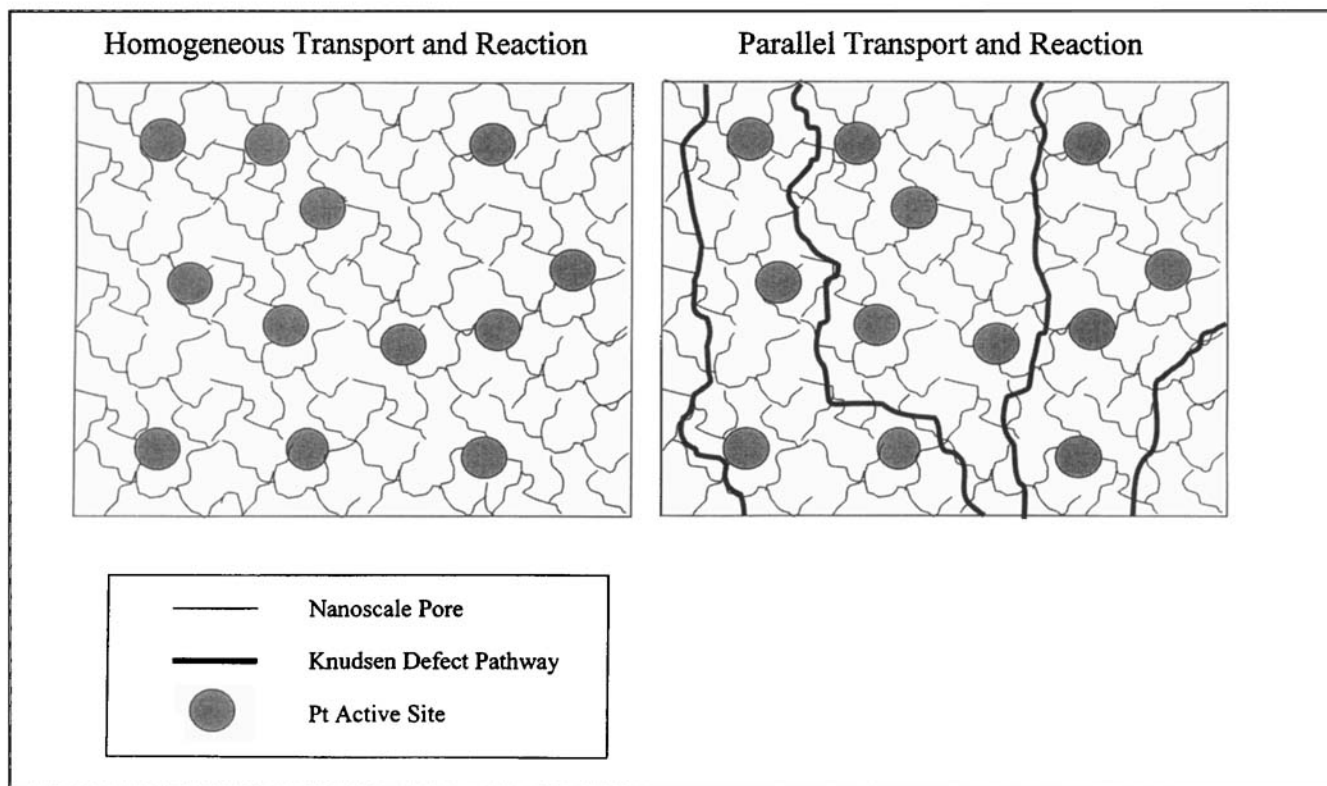 Homogeneous Transport and Reaction
Parallel Transport and Reaction
Nanoscale Pore
Knudsen Defect Pathway
Pt Active Site